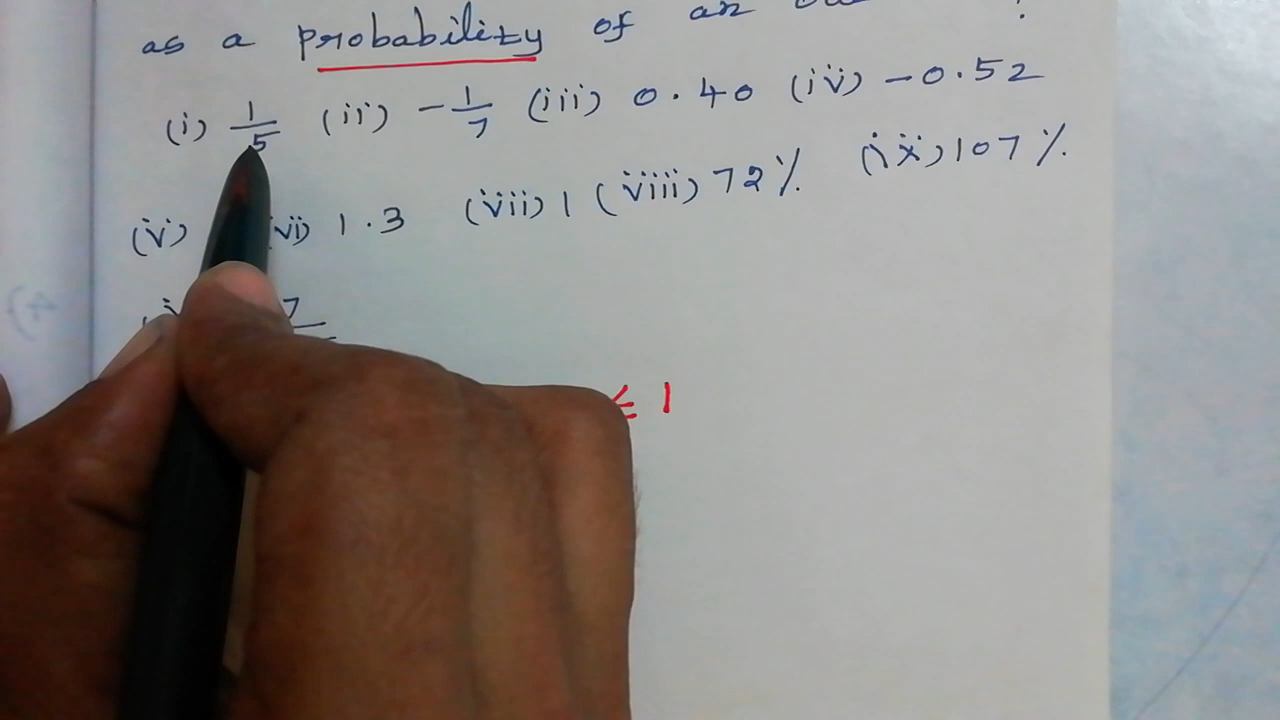 as a probability of an
(i) 1/5 (ii) -1/7 (iii) 0.40 (iv) -0.52
(v) (vi) 1.3 (vii) 1 (viii) 72% (ix) 107%
7
≤ 1